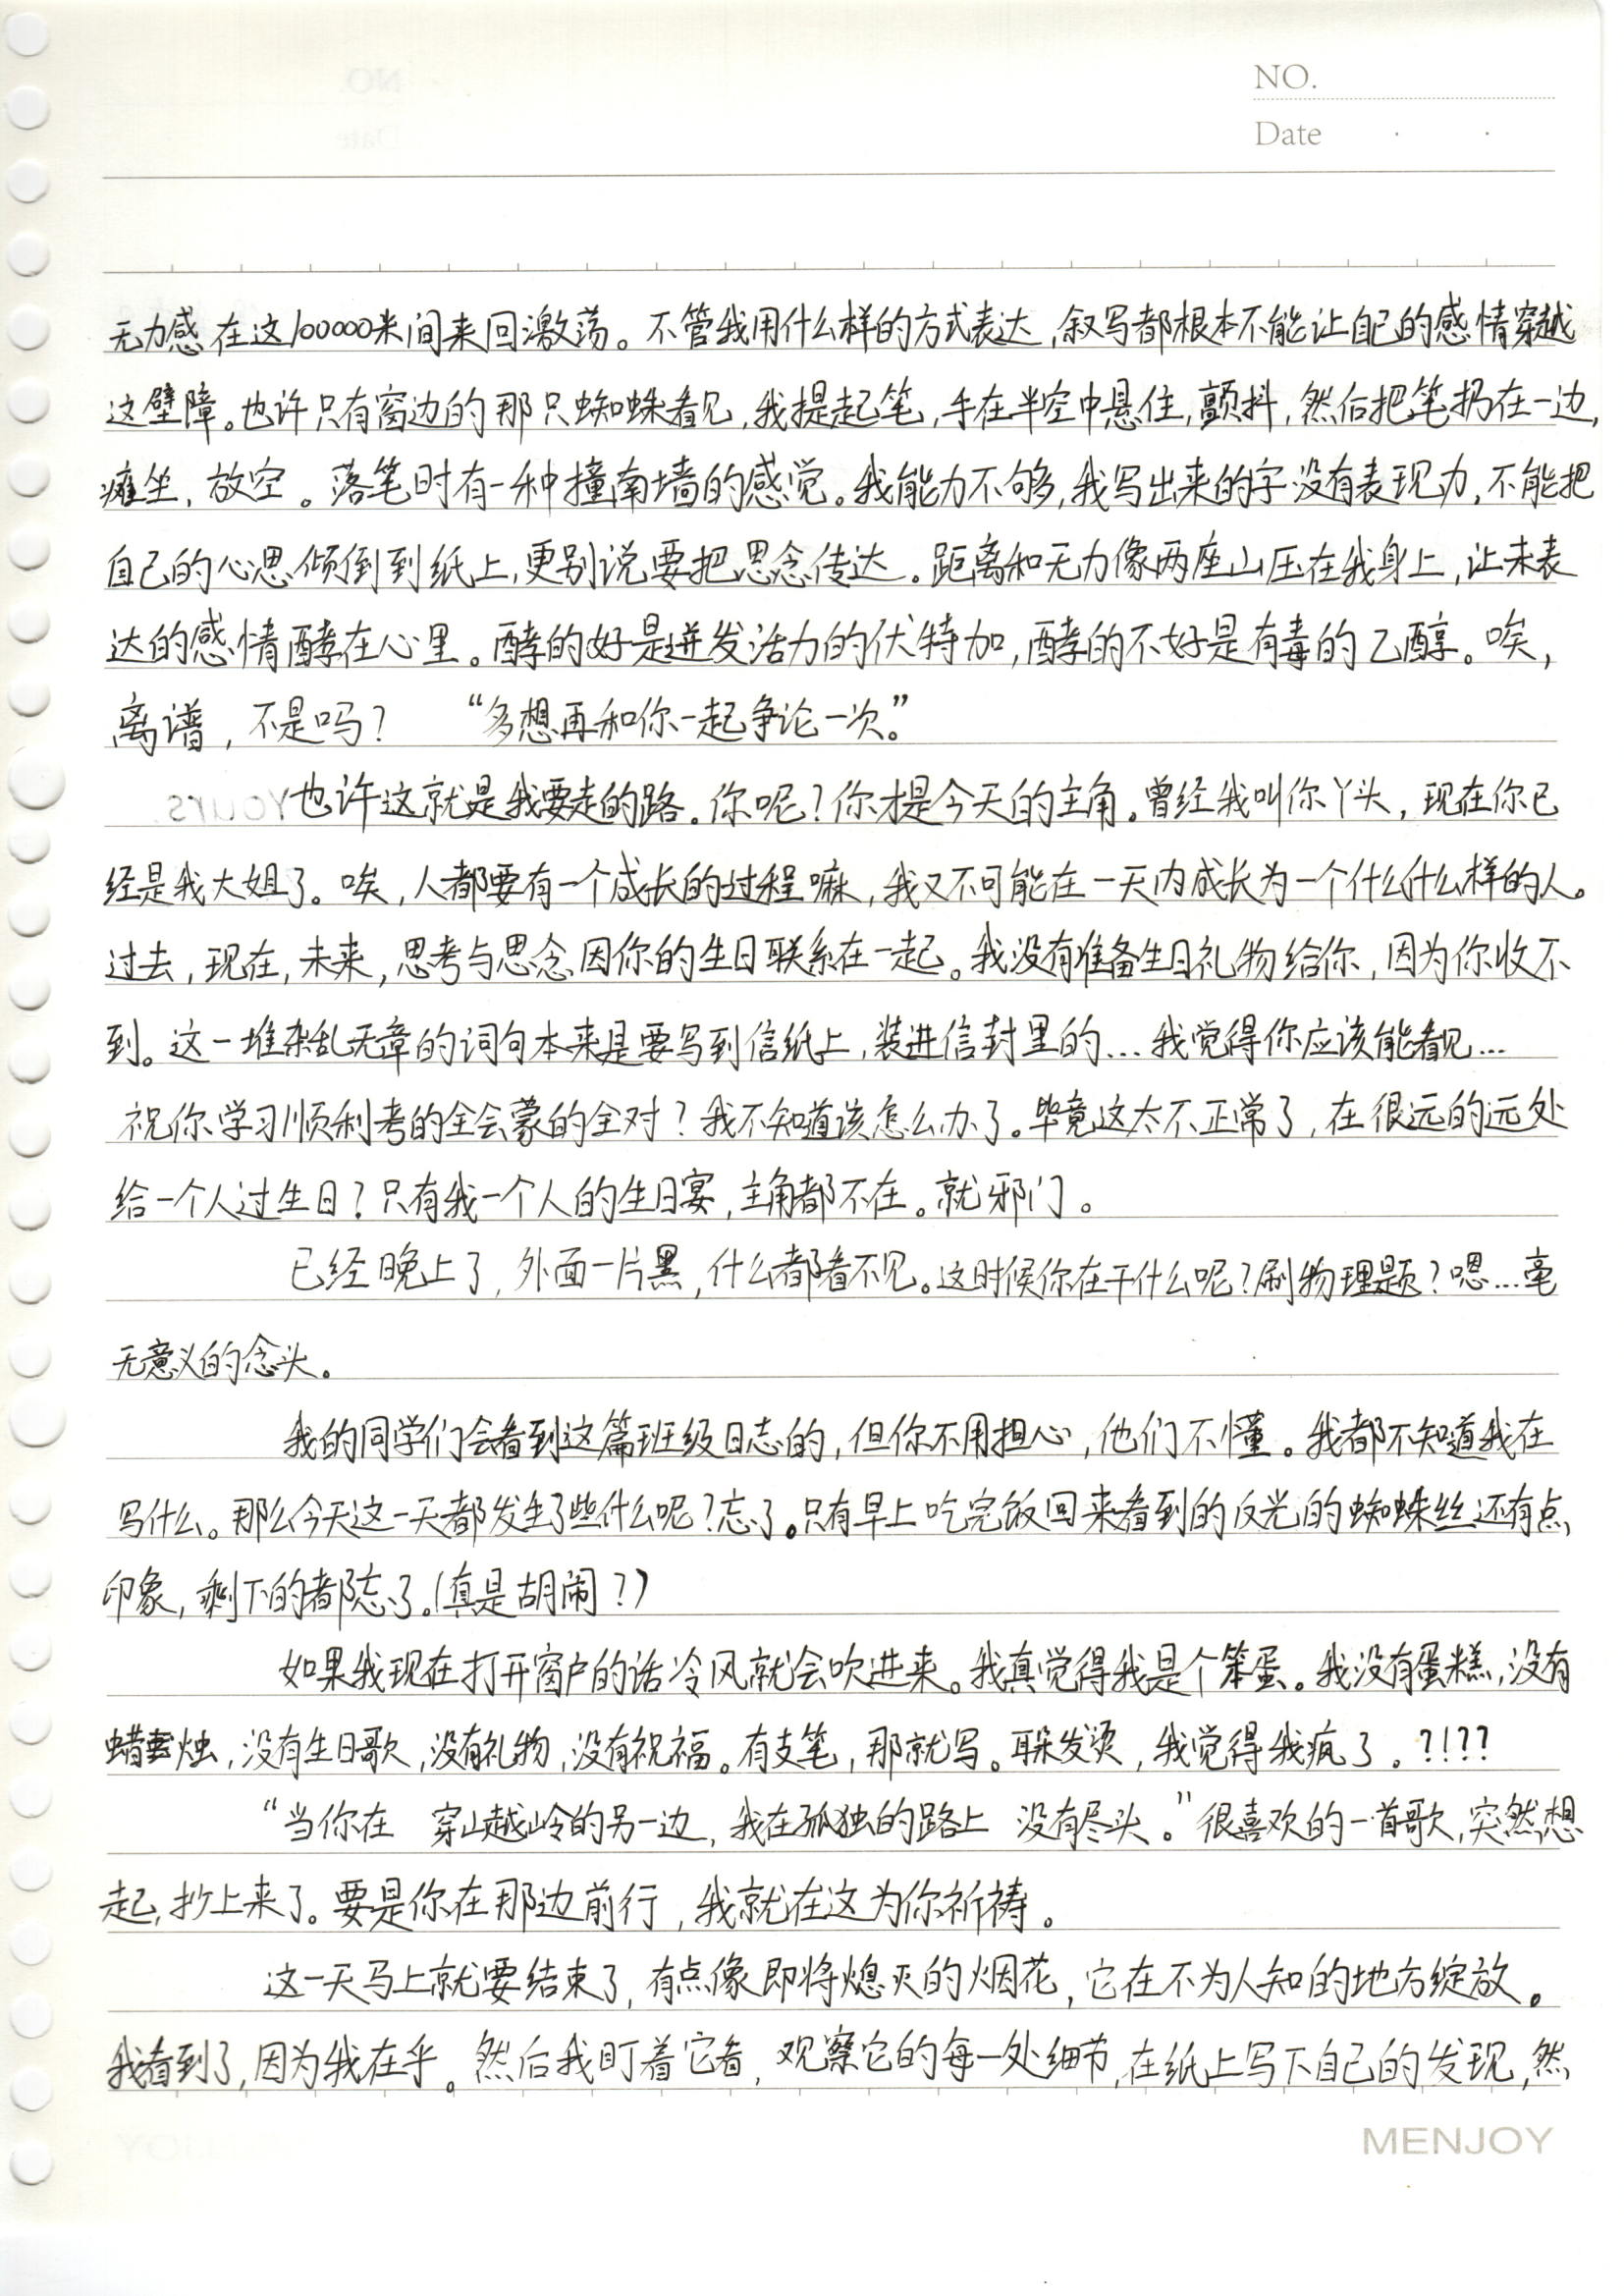 NO.
Date
无力感在这100000米间来回激荡。不管我用什么样的方式表达,叙写都根本不能让自己的感情穿越
这壁障。也许只有窗边的那只蜘蛛看见,我提起笔,手在半空中悬住,颤抖,然后把笔扔在一边,
瘫坐,放空。落笔时有一种撞南墙的感觉。我能力不够,我写出来的字没有表现力,不能把
自己的心思倾倒到纸上,更别说要把思念传达。距离和无力像两座山压在我身上,让未表
达的感情酵在心里。酵的好是迸发活力的伏特加,酵的不好是有毒的乙醇。唉,
离谱,不是吗? “多想再和你一起争论一次。”
也许这就是我要走的路。你呢?你才是今天的主角。曾经我叫你丫头,现在你已
经是我大姐了。唉,人都要有一个成长的过程嘛,我又不可能在一天内成长为一个什么什么样的人。
过去,现在,未来,思考与思念因你的生日联系在一起。我没有准备生日礼物给你,因为你收不
到。这一堆杂乱无章的词句本来是要写到信纸上,装进信封里的...我觉得你应该能看见...
祝你学习顺利考的全会蒙的全对?我不知道该怎么办了。毕竟这太不正常了,在很远的远处
给一个人过生日?只有我一个人的生日宴,主角都不在。就邪门。
已经晚上了,外面一片黑,什么都看不见。这时候你在干什么呢?刷物理题?嗯...毫
无意义的念头。
我的同学们会看到这篇班级日志的,但你不用担心,他们不懂。我都不知道我在
写什么。那么今天这一天都发生了些什么呢?忘了。只有早上吃完饭回来看到的反光的蜘蛛丝还有点
印象,剩下的都忘了。(真是胡闹?)
如果我现在打开窗户的话冷风就会吹进来。我真觉得我是个笨蛋。我没有蛋糕,没有
蜡烛,没有生日歌,没有礼物,没有祝福。有支笔,那就写。耳朵发烫,我觉得我疯了。?!??
“当你在 穿山越岭的另一边,我在孤独的路上 没有尽头。”很喜欢的一首歌,突然想
起,抄上来了。要是你在那边前行,我就在这为你祈祷。
这一天马上就要结束了,有点像即将熄灭的烟花,它在不为人知的地方绽放。
我看到了,因为我在乎。然后我盯着它看,观察它的每一处细节,在纸上写下自己的发现,然
MENJOY